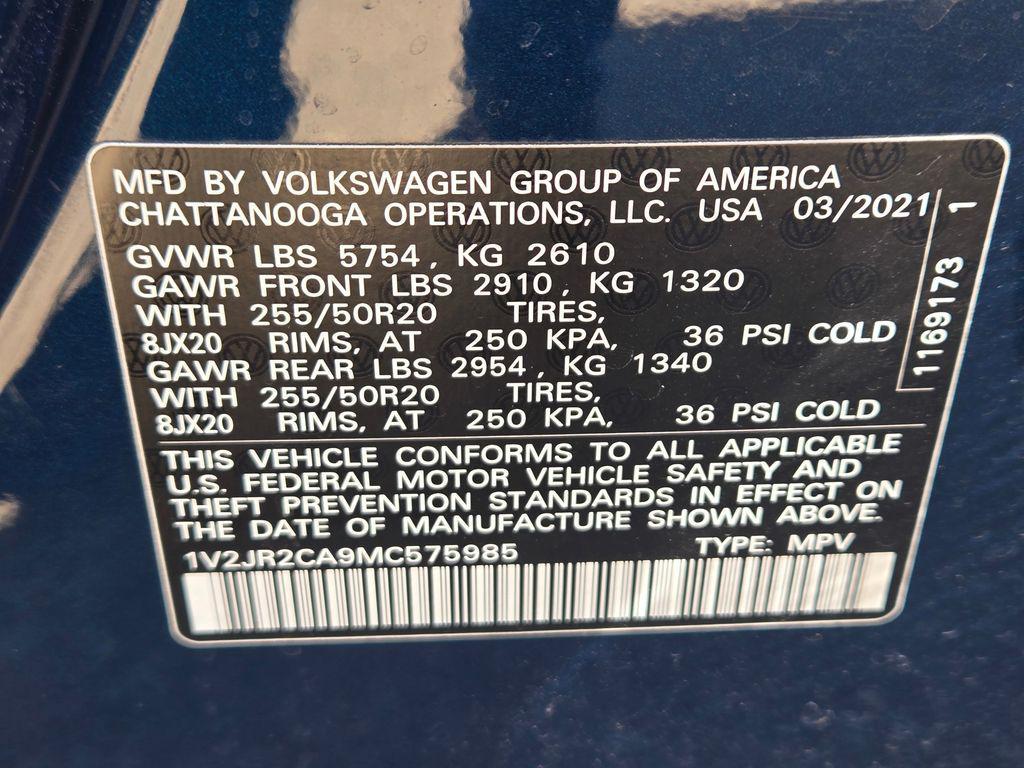 MFD BY VOLKSWAGEN GROUP OF AMERICA
CHATTANOOGA OPERATIONS, LLC. USA 03/2021
GVWR LBS 5754, KG 2610
GAWR FRONT LBS 2910, KG 1320
WITH 255/50R20 TIRES,
8JX20 RIMS, AT 250 KPA, 36 PSI COLD
GAWR REAR LBS 2954, KG 1340
WITH 255/50R20 TIRES,
8JX20 RIMS, AT 250 KPA, 36 PSI COLD
1169173 1
THIS VEHICLE CONFORMS TO ALL APPLICABLE
U.S. FEDERAL MOTOR VEHICLE SAFETY AND
THEFT PREVENTION STANDARDS IN EFFECT ON
THE DATE OF MANUFACTURE SHOWN ABOVE.
1V2JR2CA9MC575985 TYPE: MPV